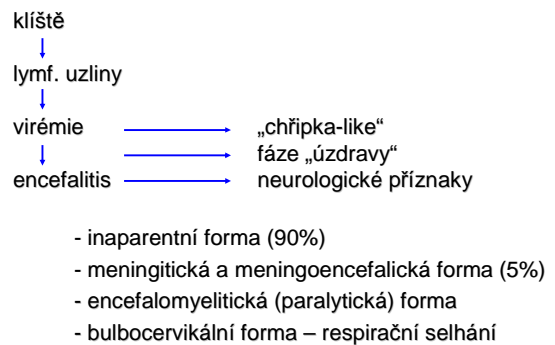 klíště
lymf. uzliny
virémie „chřipka-like“
fáze „úzdravy“
encefalitis neurologické příznaky
- inaparentní forma (90%)
- meningitická a meningoencefalická forma (5%)
- encefalomyelitická (paralytická) forma
- bulbocervikální forma – respirační selhání